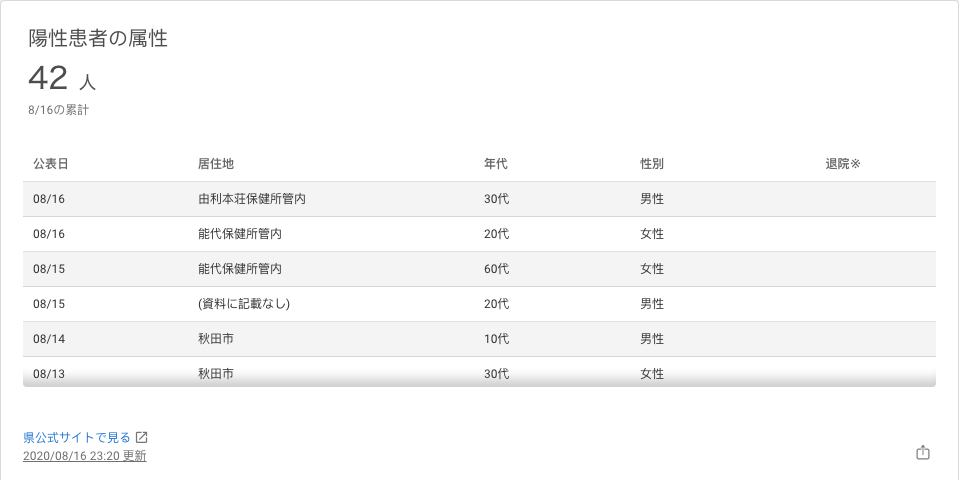 陽性患者の属性
42 人
8/16の累計
公表日 居住地 年代 性別 退院※
08/16 由利本荘保健所管内 30代 男性
08/16 能代保健所管内 20代 女性
08/15 能代保健所管内 60代 女性
08/15 (資料に記載なし) 20代 男性
08/14 秋田市 10代 男性
08/13 秋田市 30代 女性
県公式サイトで見る
2020/08/16 23:20 更新